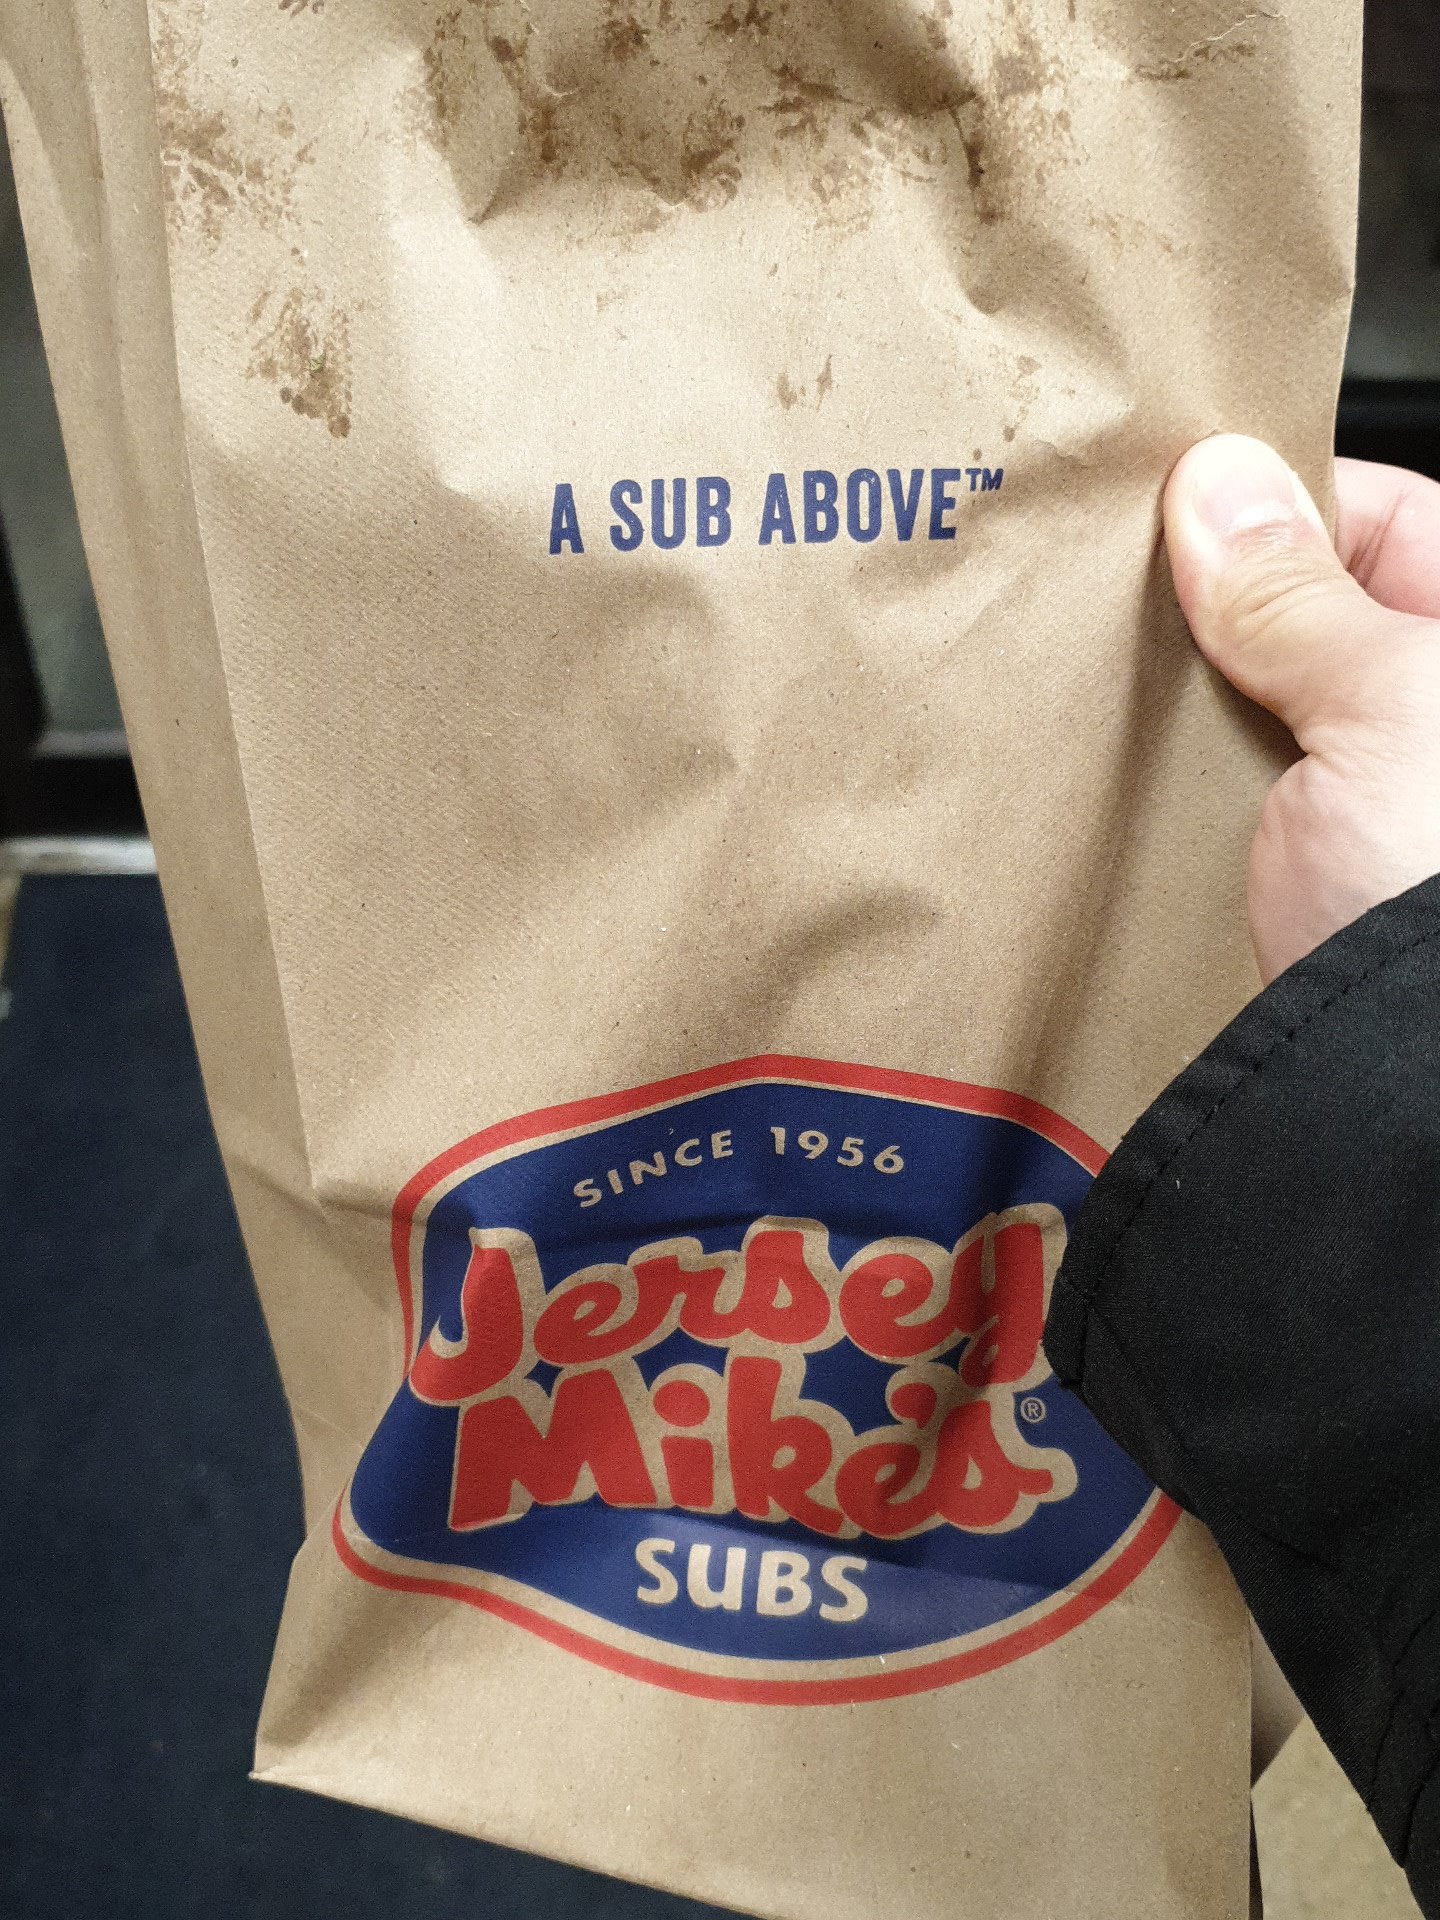 A SUB ABOVE™
SINCE 1956
Jersey
Mike's®
SUBS